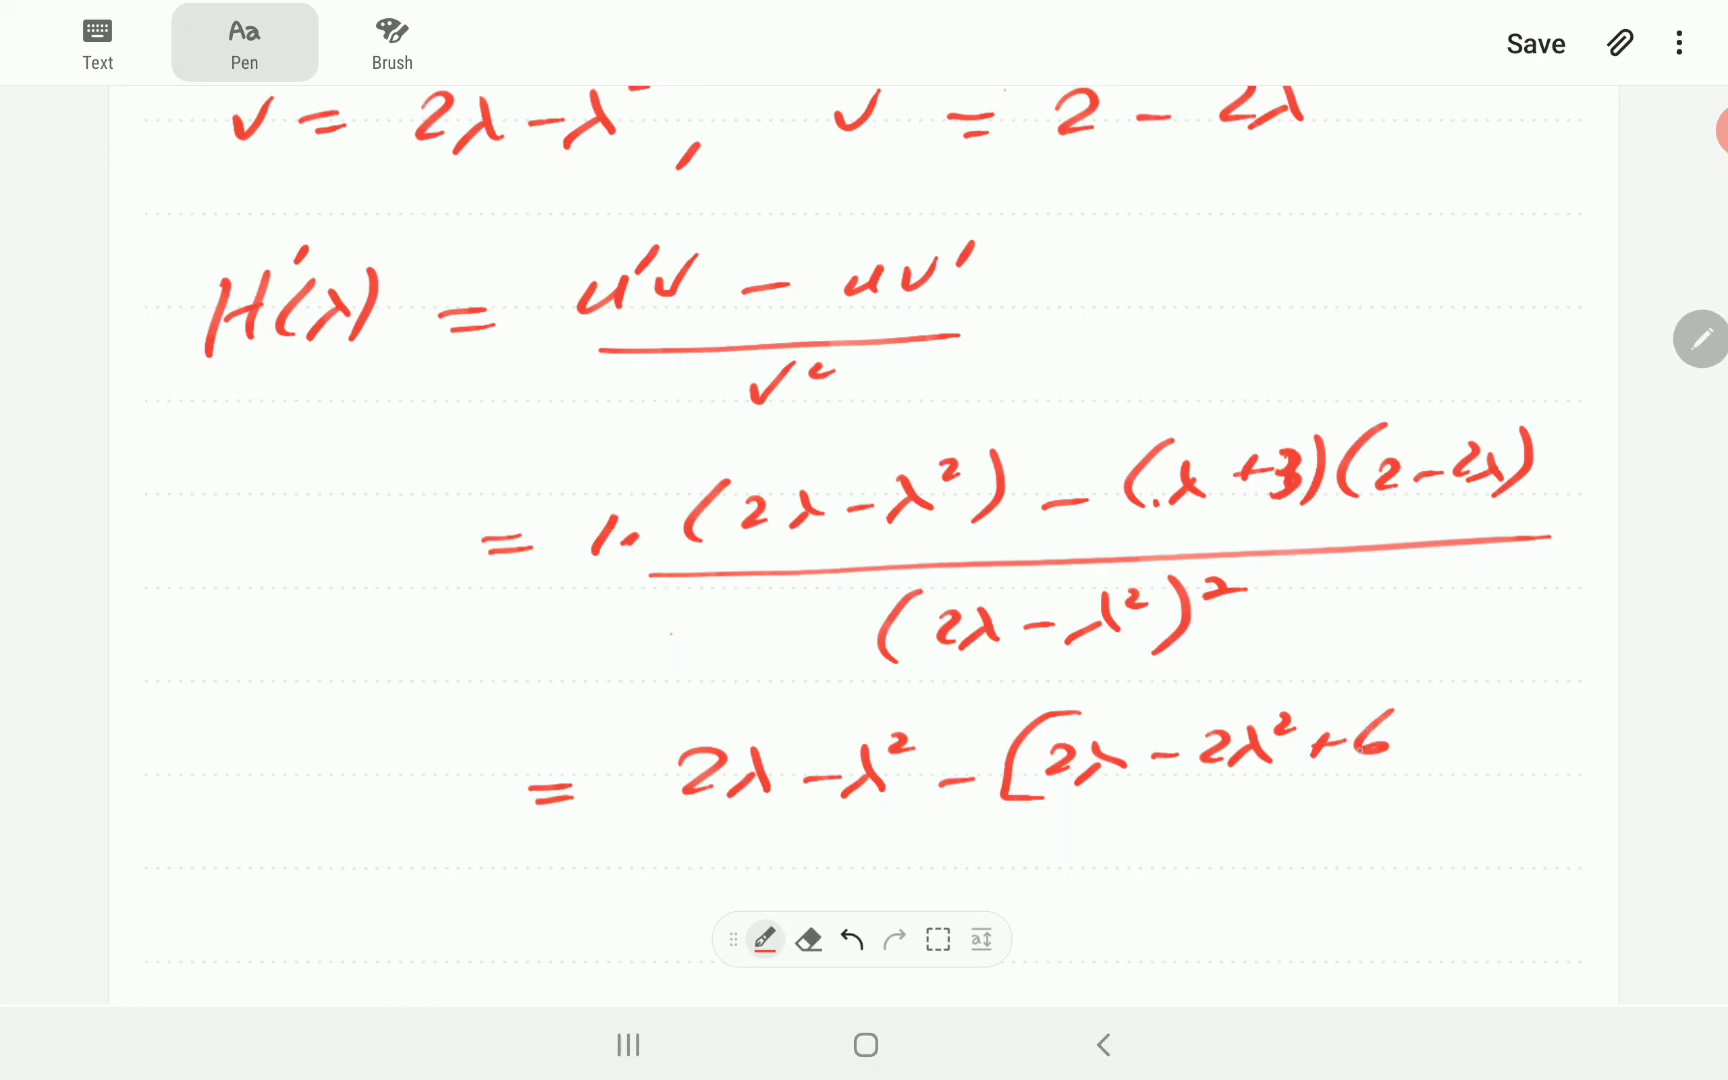 Text Pen Brush Save
v = 2λ - λ², v = 2 - 2λ
H'(λ) = u'v - uv'
v²
= 1. (2λ - λ²) - (λ + 3)(2 - 2λ)
(2λ - λ²)²
= 2λ - λ² - [2λ - 2λ² + 6